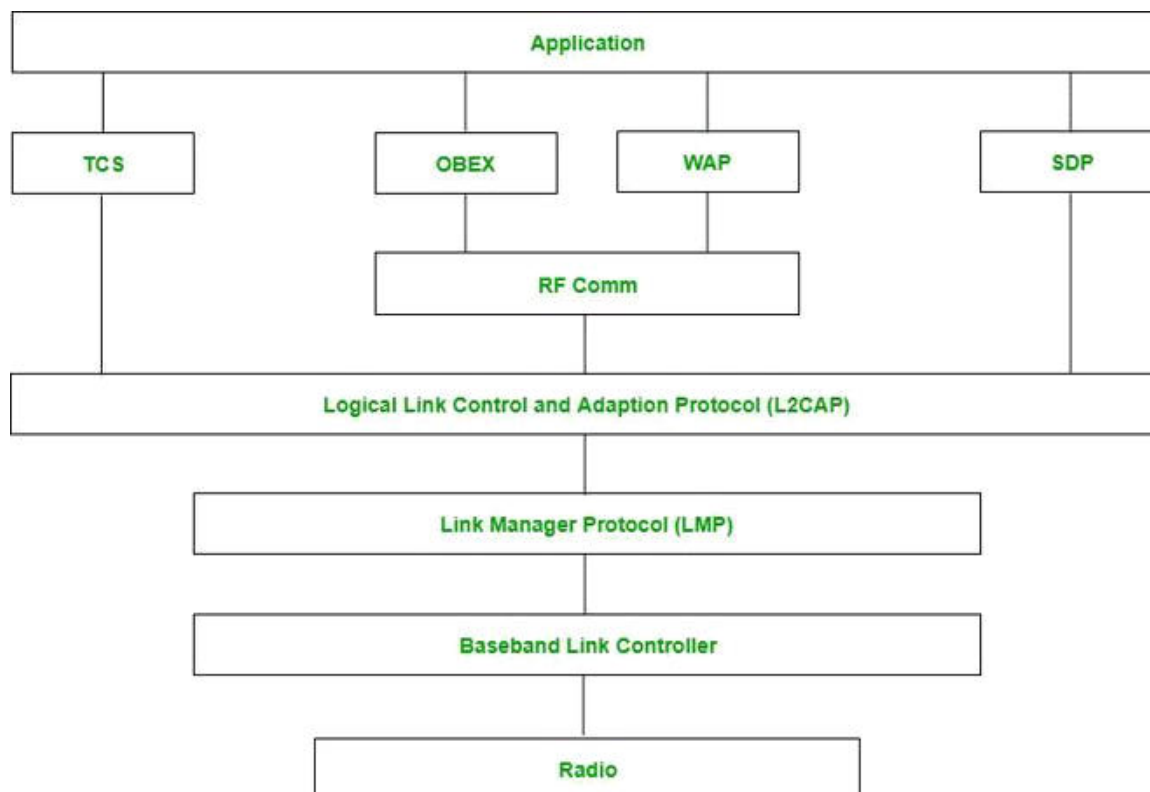 Application
TCS
OBEX
WAP
SDP
RF Comm
Logical Link Control and Adaption Protocol (L2CAP)
Link Manager Protocol (LMP)
Baseband Link Controller
Radio